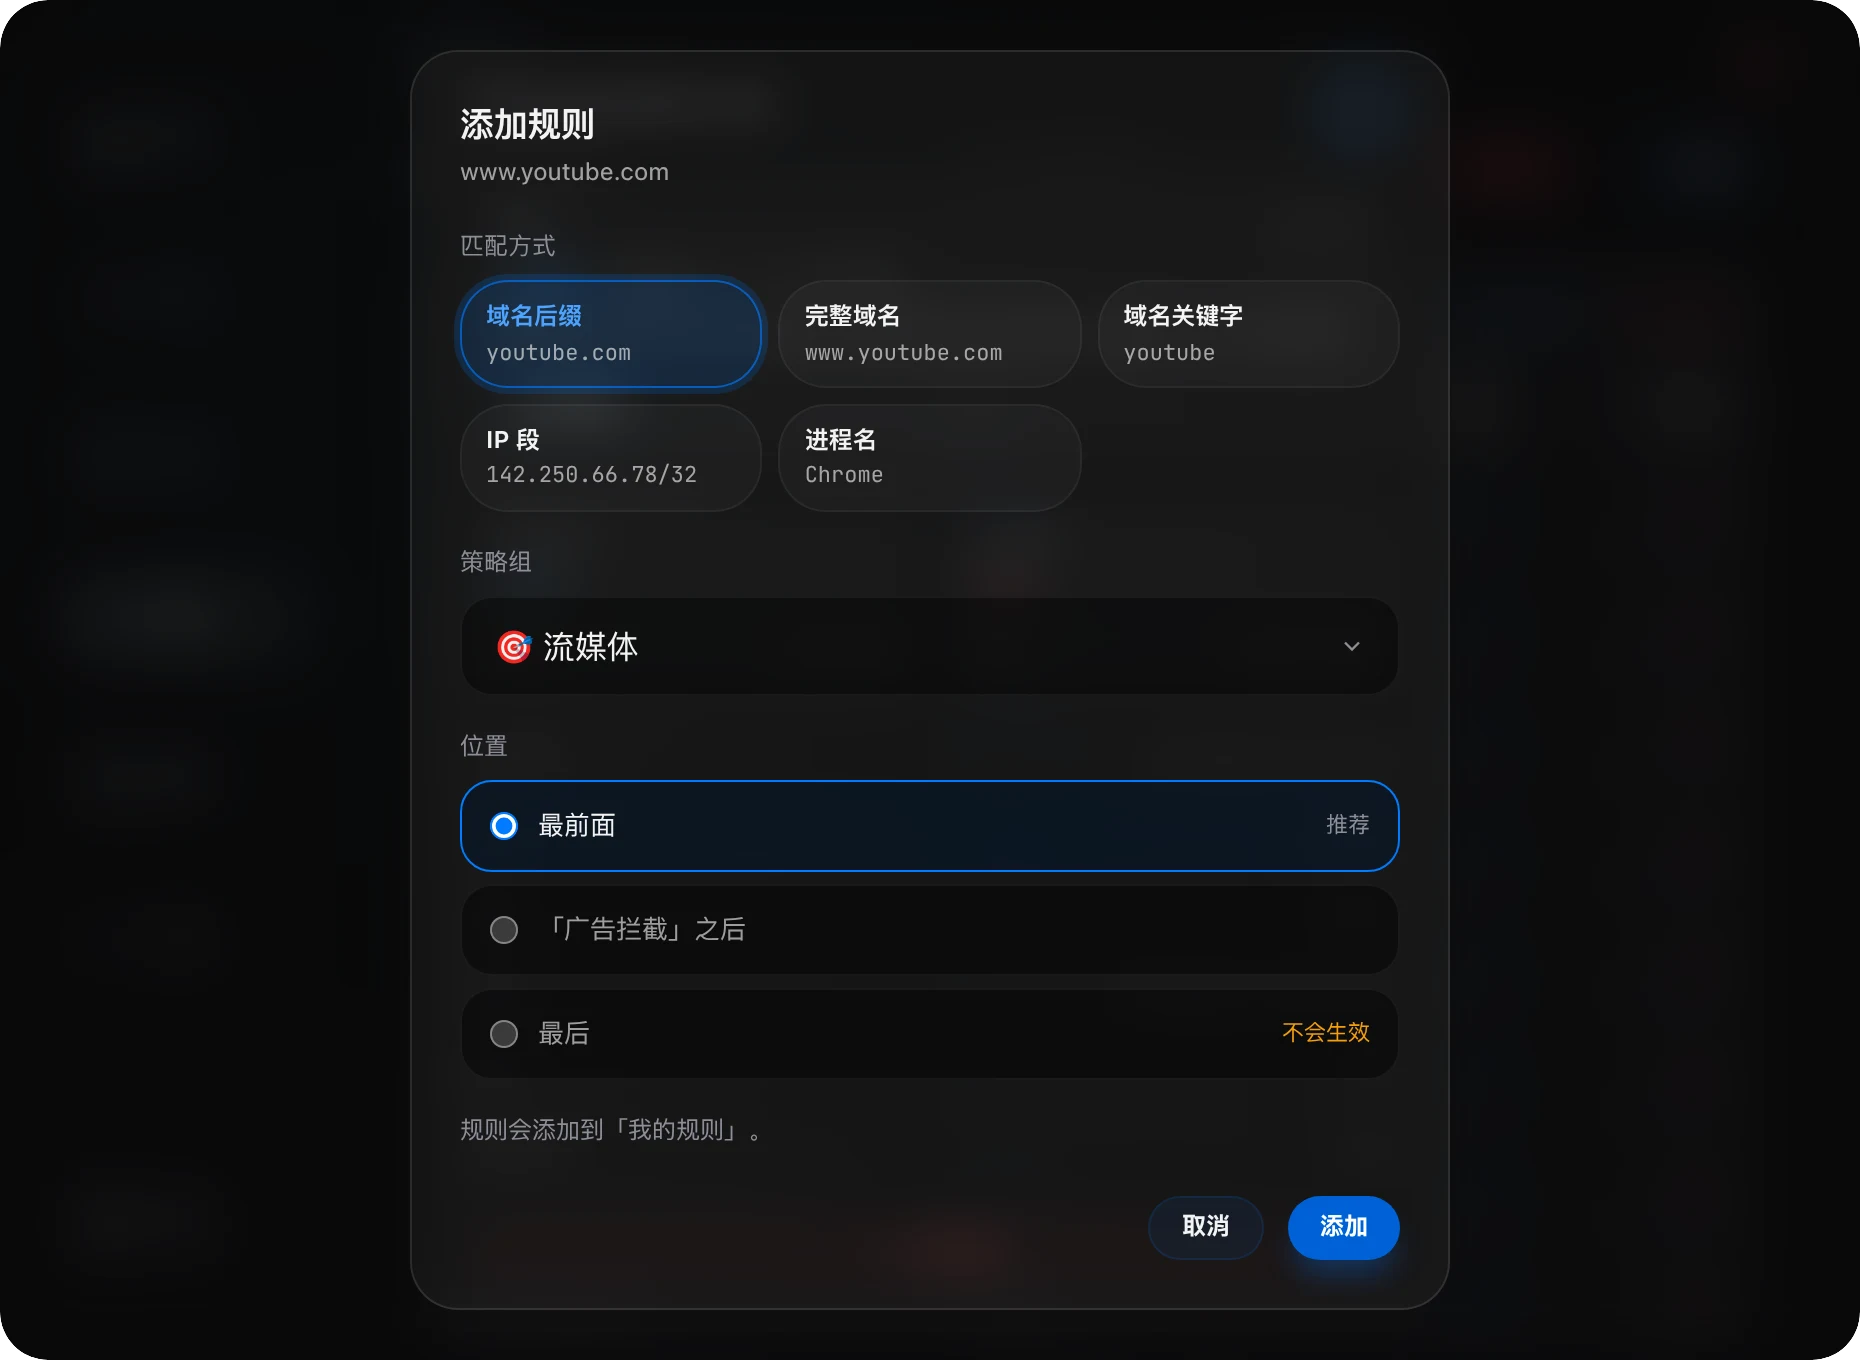 添加规则
www.youtube.com
匹配方式
域名后缀
youtube.com
完整域名
www.youtube.com
域名关键字
youtube
IP 段
142.250.66.78/32
进程名
Chrome
策略组
🎯 流媒体
位置
最前面
推荐
「广告拦截」之后
最后
不会生效
规则会添加到「我的规则」。
取消
添加